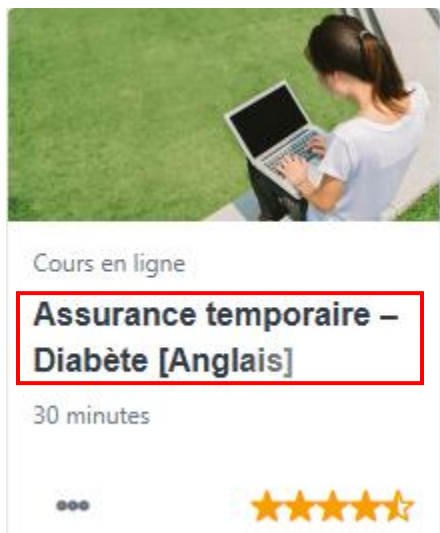 Cours en ligne
Assurance temporaire –
Diabète [Anglais]
30 minutes